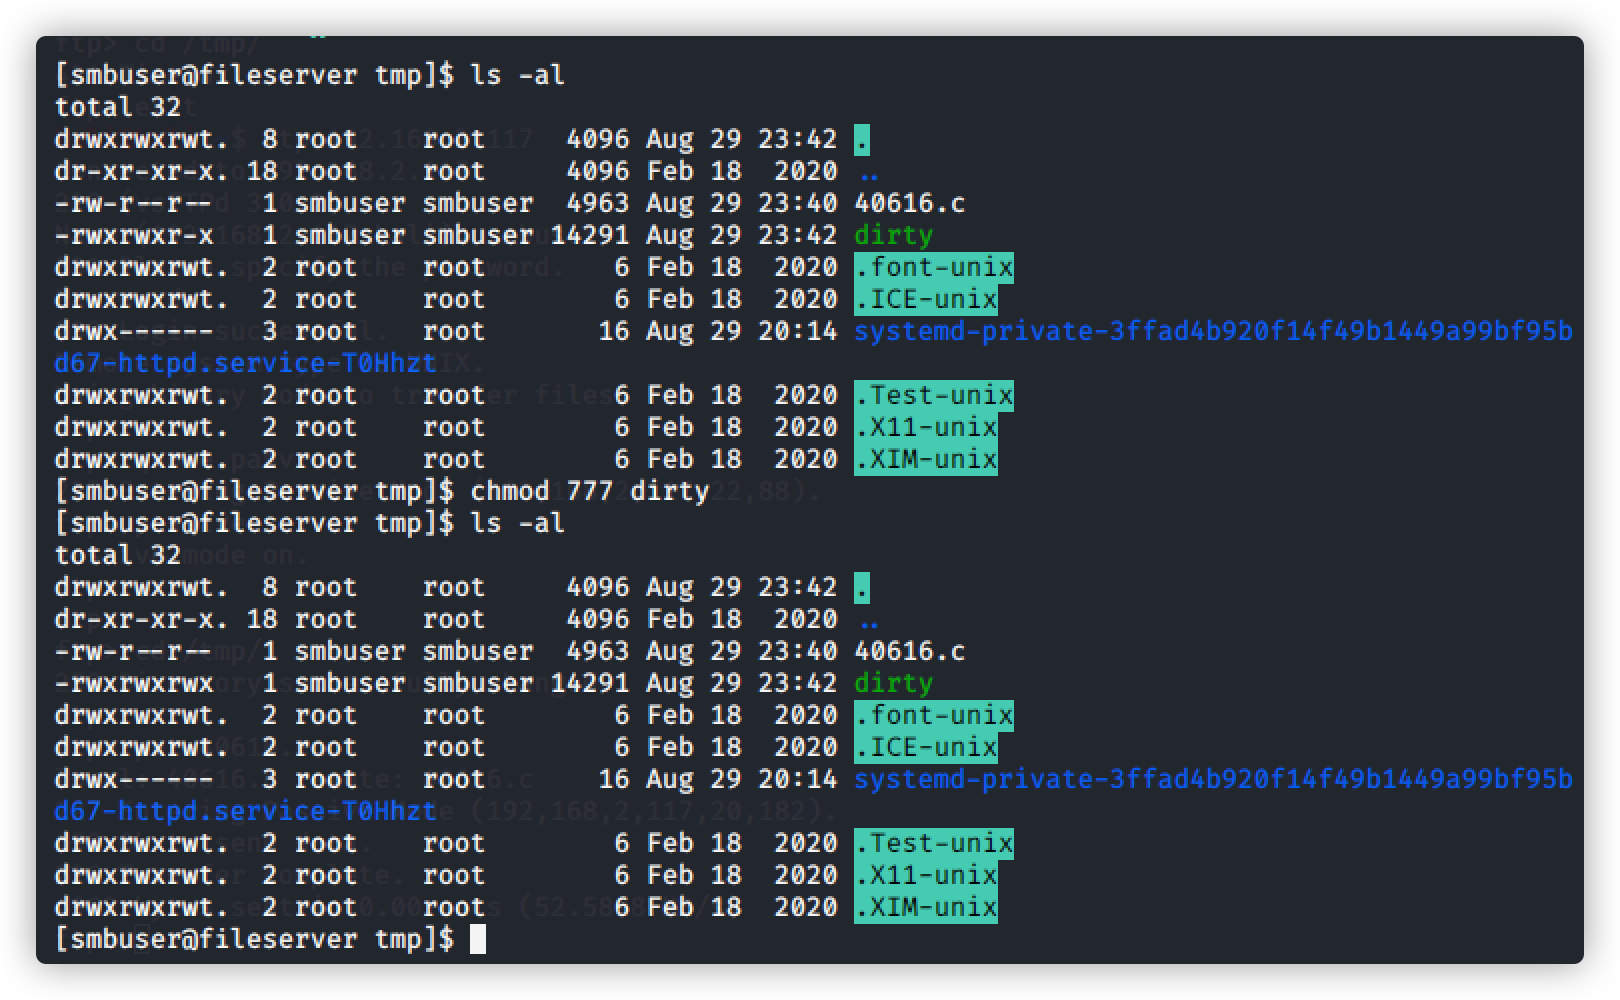 [smbuser@fileserver tmp]$ ls -al
total 32
drwxrwxrwt.  8 root    root     4096 Aug 29 23:42 .
dr-xr-xr-x. 18 root    root     4096 Feb 18  2020 ..
-rw-r--r--   1 smbuser smbuser  4963 Aug 29 23:40 40616.c
-rwxrwxr-x   1 smbuser smbuser 14291 Aug 29 23:42 dirty
drwxrwxrwt.  2 root    root        6 Feb 18  2020 .font-unix
drwxrwxrwt.  2 root    root        6 Feb 18  2020 .ICE-unix
drwx------   3 root    root       16 Aug 29 20:14 systemd-private-3ffad4b920f14f49b1449a99bf95b
d67-httpd.service-T0Hhzt
drwxrwxrwt.  2 root    root        6 Feb 18  2020 .Test-unix
drwxrwxrwt.  2 root    root        6 Feb 18  2020 .X11-unix
drwxrwxrwt.  2 root    root        6 Feb 18  2020 .XIM-unix
[smbuser@fileserver tmp]$ chmod 777 dirty
[smbuser@fileserver tmp]$ ls -al
total 32
drwxrwxrwt.  8 root    root     4096 Aug 29 23:42 .
dr-xr-xr-x. 18 root    root     4096 Feb 18  2020 ..
-rw-r--r--   1 smbuser smbuser  4963 Aug 29 23:40 40616.c
-rwxrwxrwx   1 smbuser smbuser 14291 Aug 29 23:42 dirty
drwxrwxrwt.  2 root    root        6 Feb 18  2020 .font-unix
drwxrwxrwt.  2 root    root        6 Feb 18  2020 .ICE-unix
drwx------   3 root    root       16 Aug 29 20:14 systemd-private-3ffad4b920f14f49b1449a99bf95b
d67-httpd.service-T0Hhzt
drwxrwxrwt.  2 root    root        6 Feb 18  2020 .Test-unix
drwxrwxrwt.  2 root    root        6 Feb 18  2020 .X11-unix
drwxrwxrwt.  2 root    root        6 Feb 18  2020 .XIM-unix
[smbuser@fileserver tmp]$